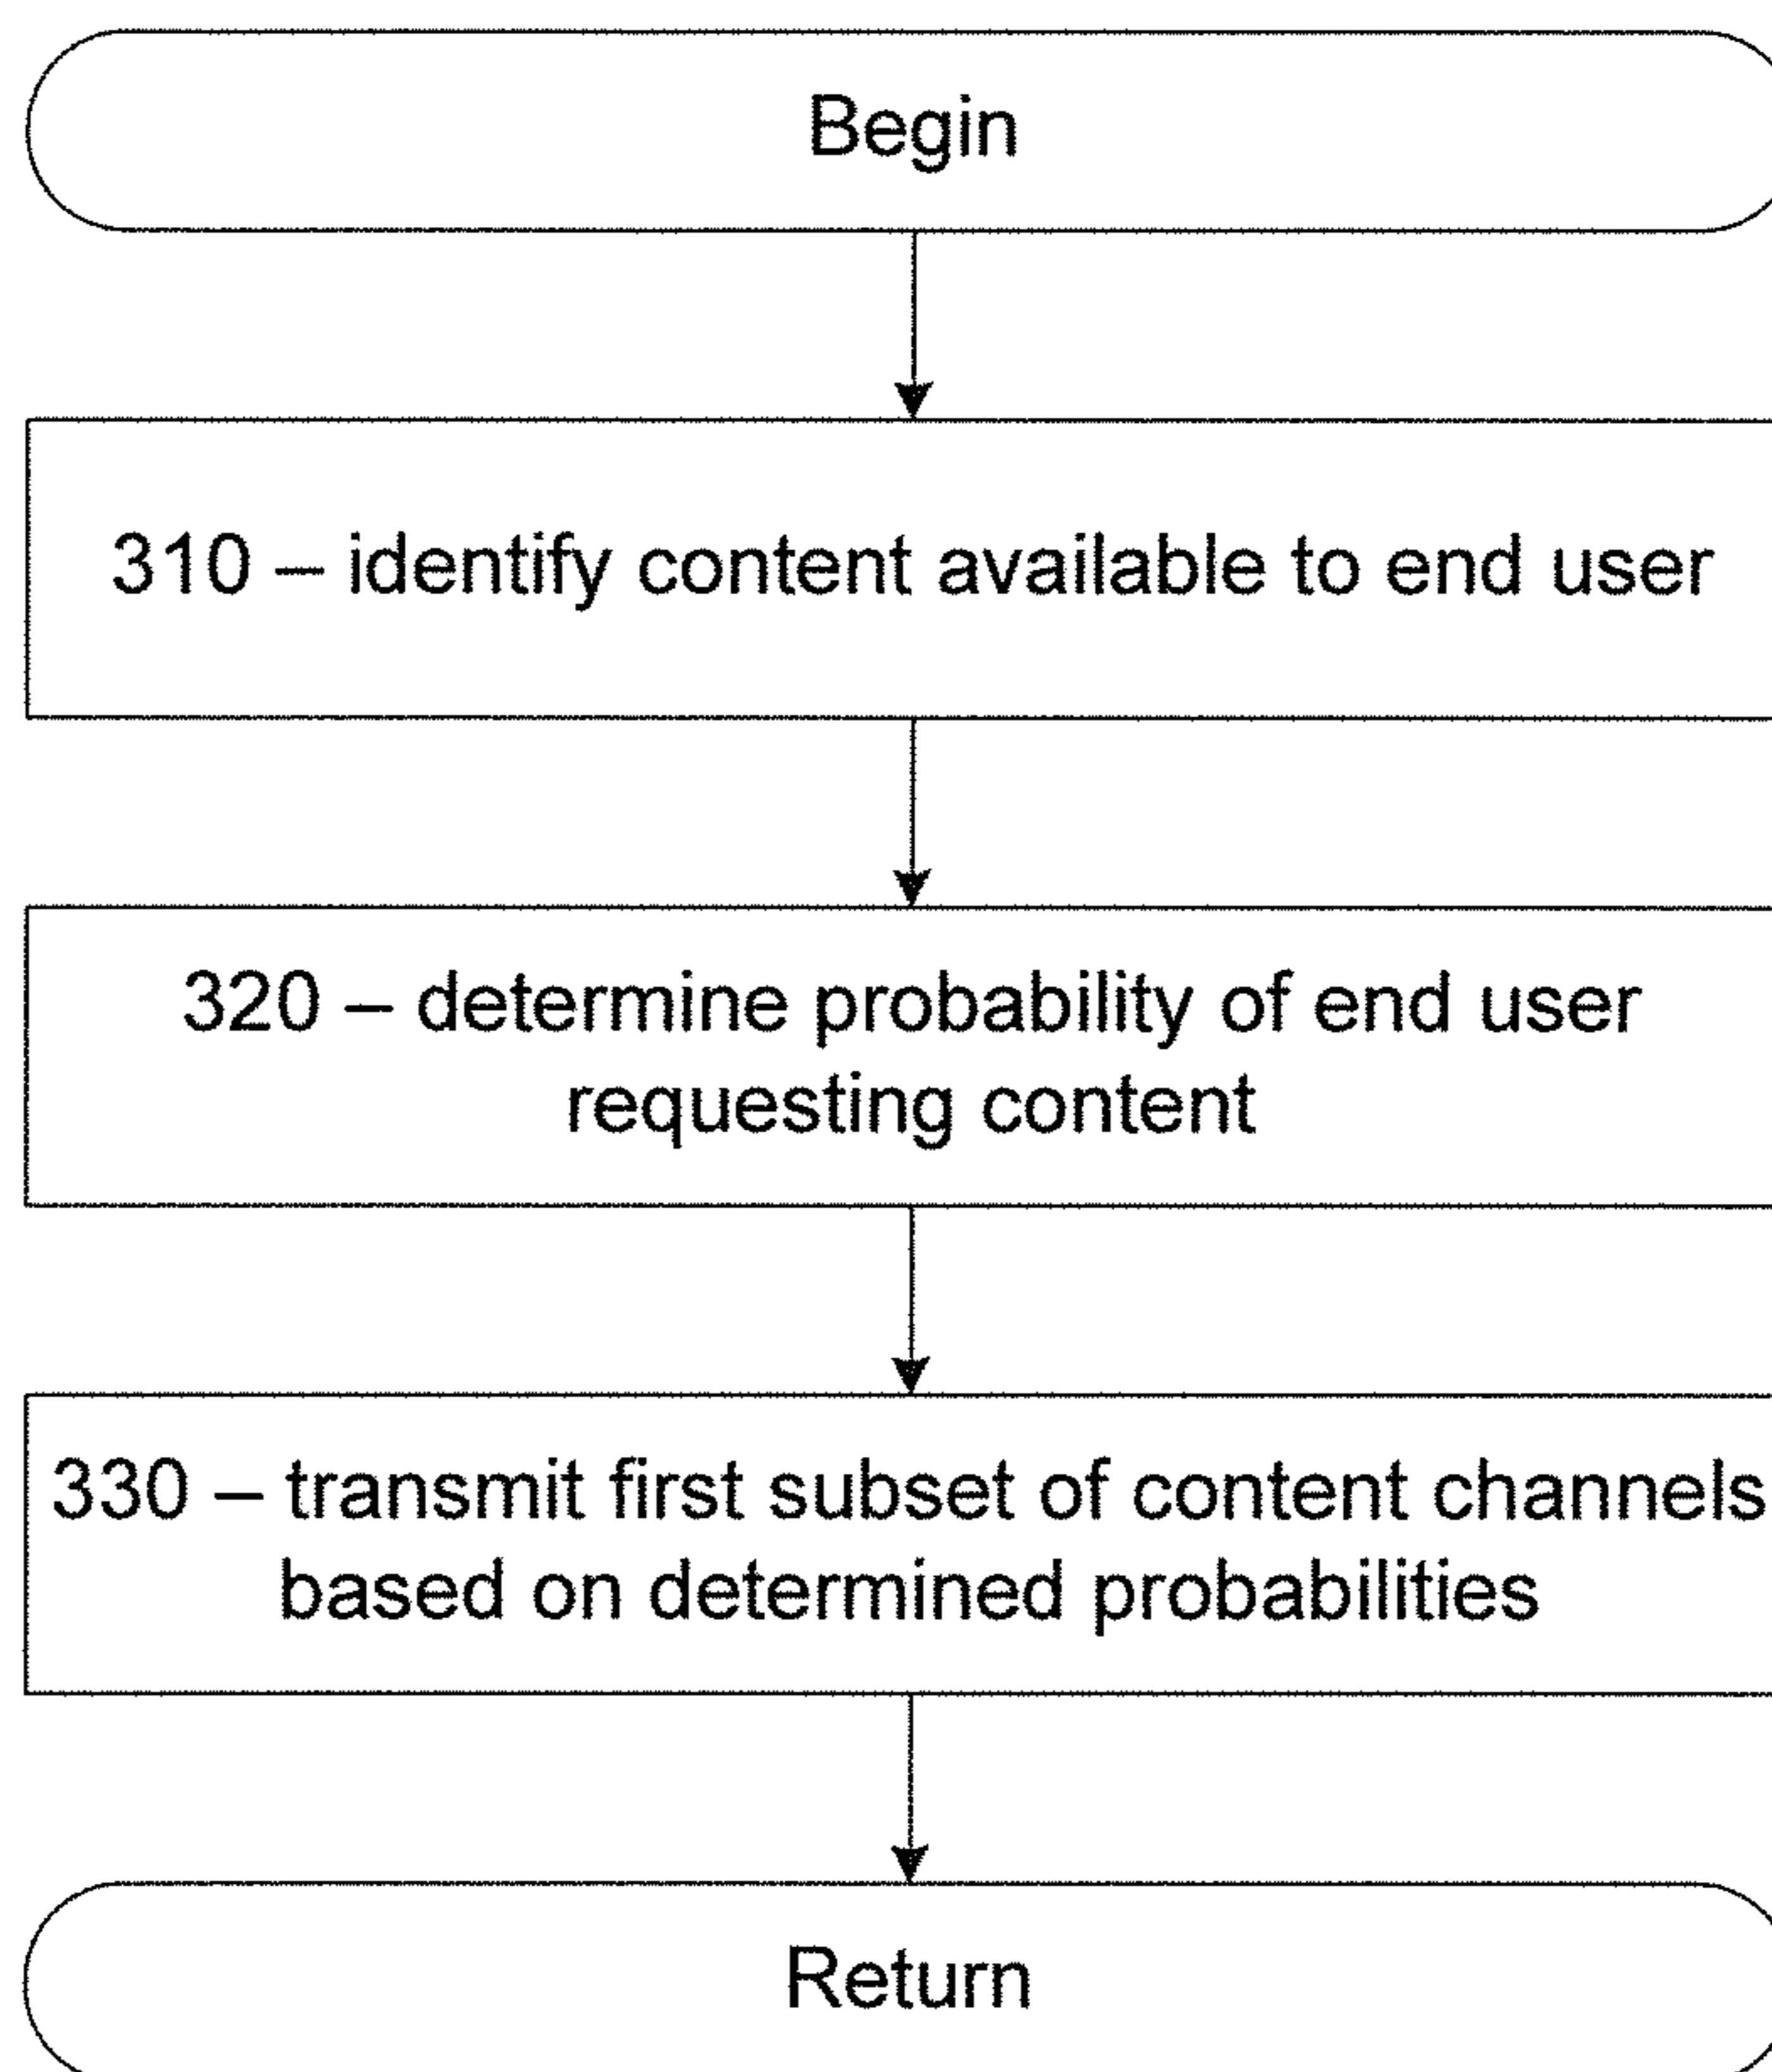 Begin
310 – identify content available to end user
320 – determine probability of end user
requesting content
330 – transmit first subset of content channels
based on determined probabilities
Return